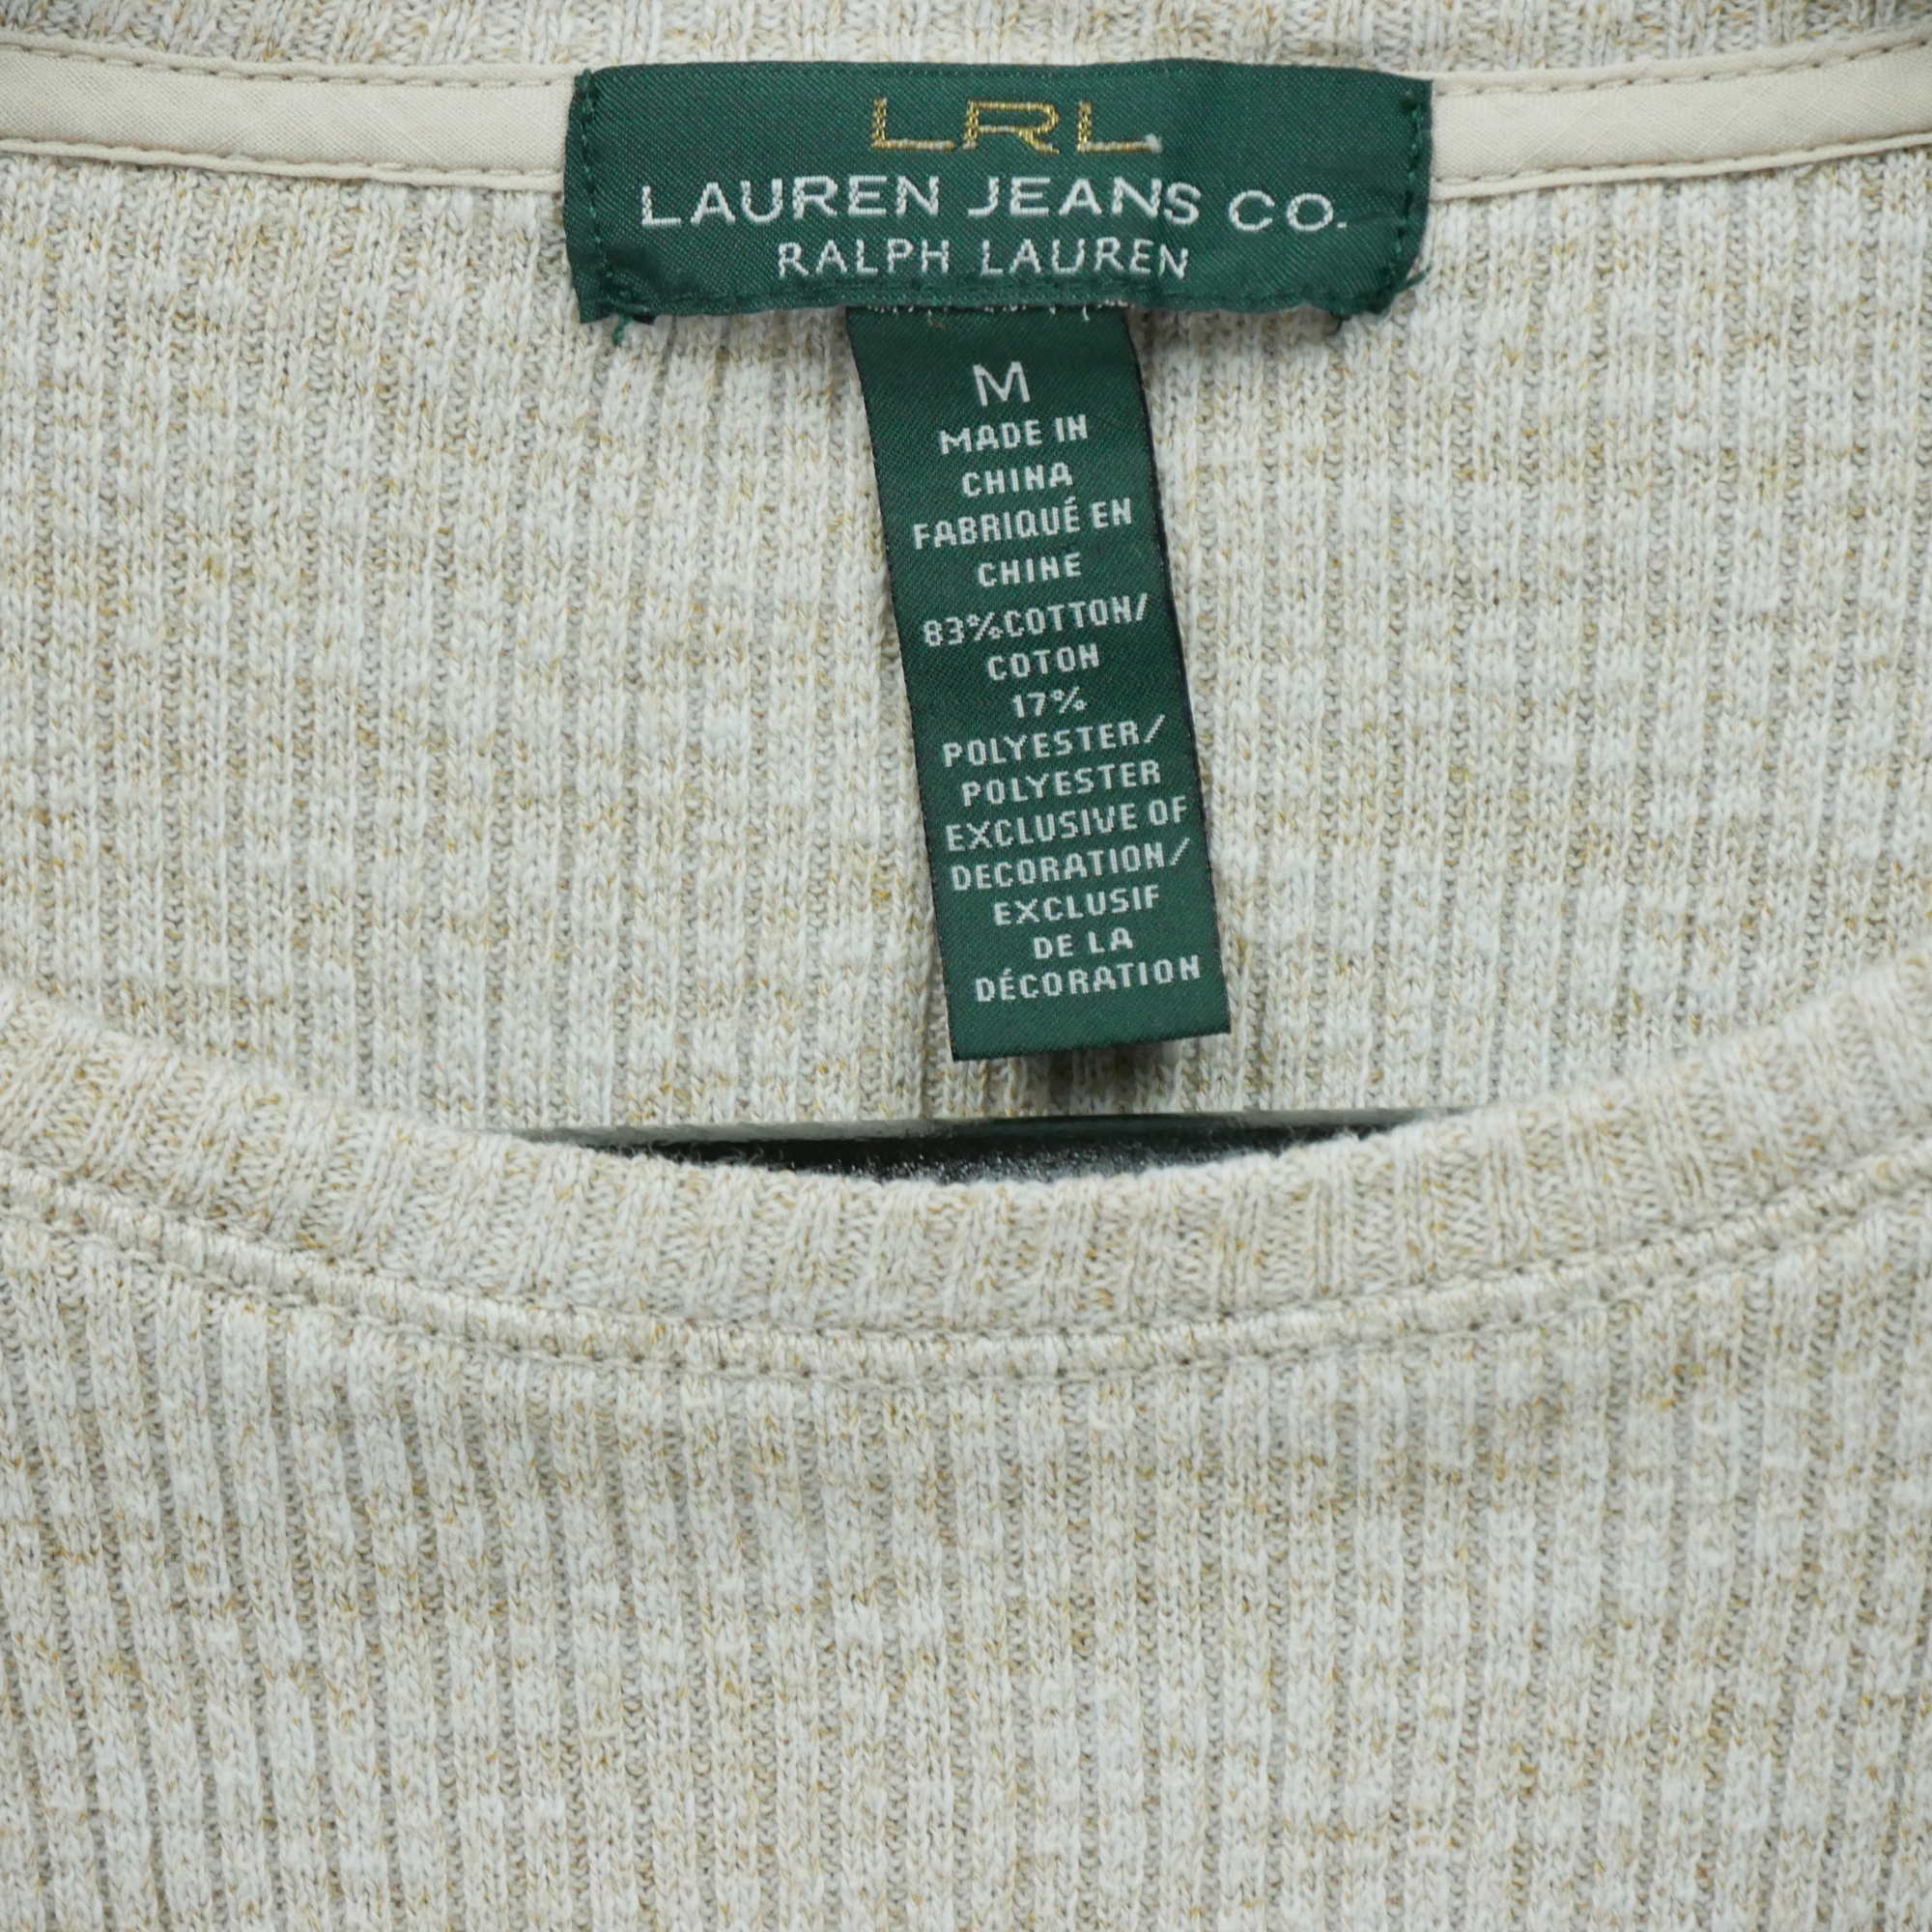 LRL
LAUREN JEANS CO.
RALPH LAUREN
M
MADE IN
CHINA
FABRIQUÉ EN
CHINE
83%COTTON/
COTON
17%
POLYESTER/
POLYESTER
EXCLUSIVE OF
DECORATION/
EXCLUSIF
DE LA
DÉCORATION